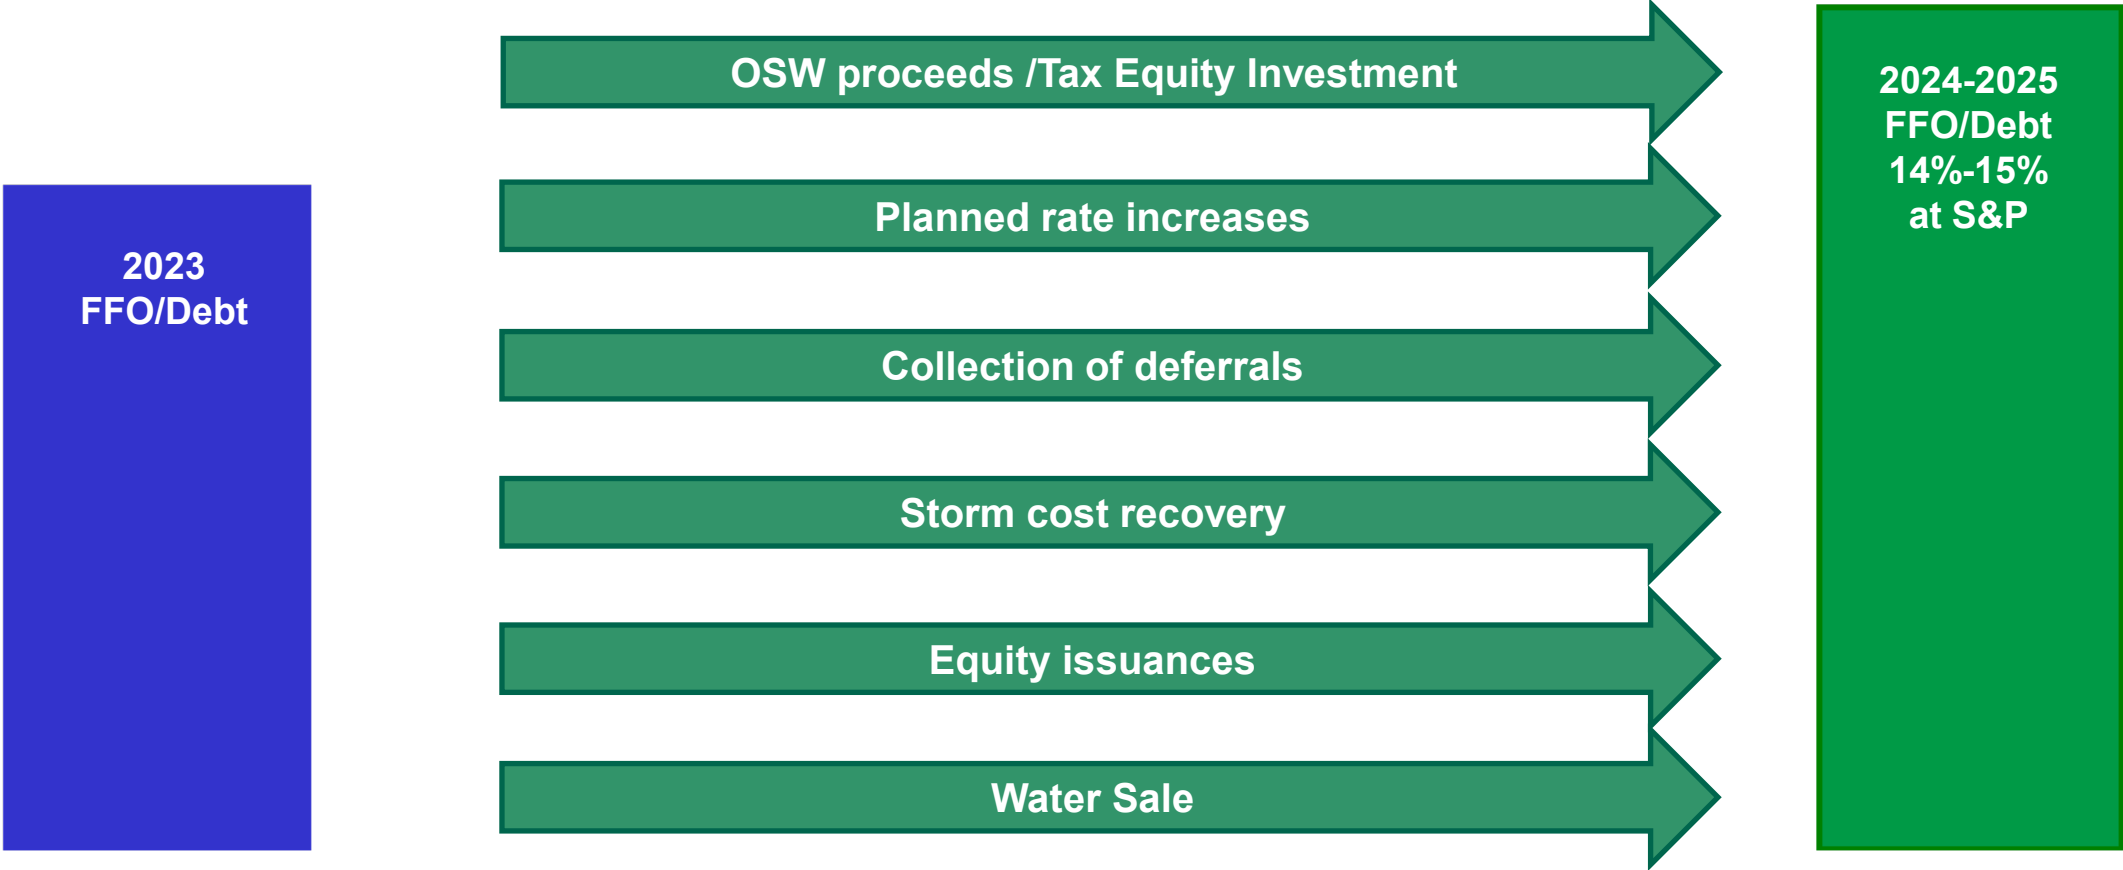 2023
FFO/Debt
OSW proceeds /Tax Equity Investment
Planned rate increases
Collection of deferrals
Storm cost recovery
Equity issuances
Water Sale
2024-2025
FFO/Debt
14%-15%
at S&P